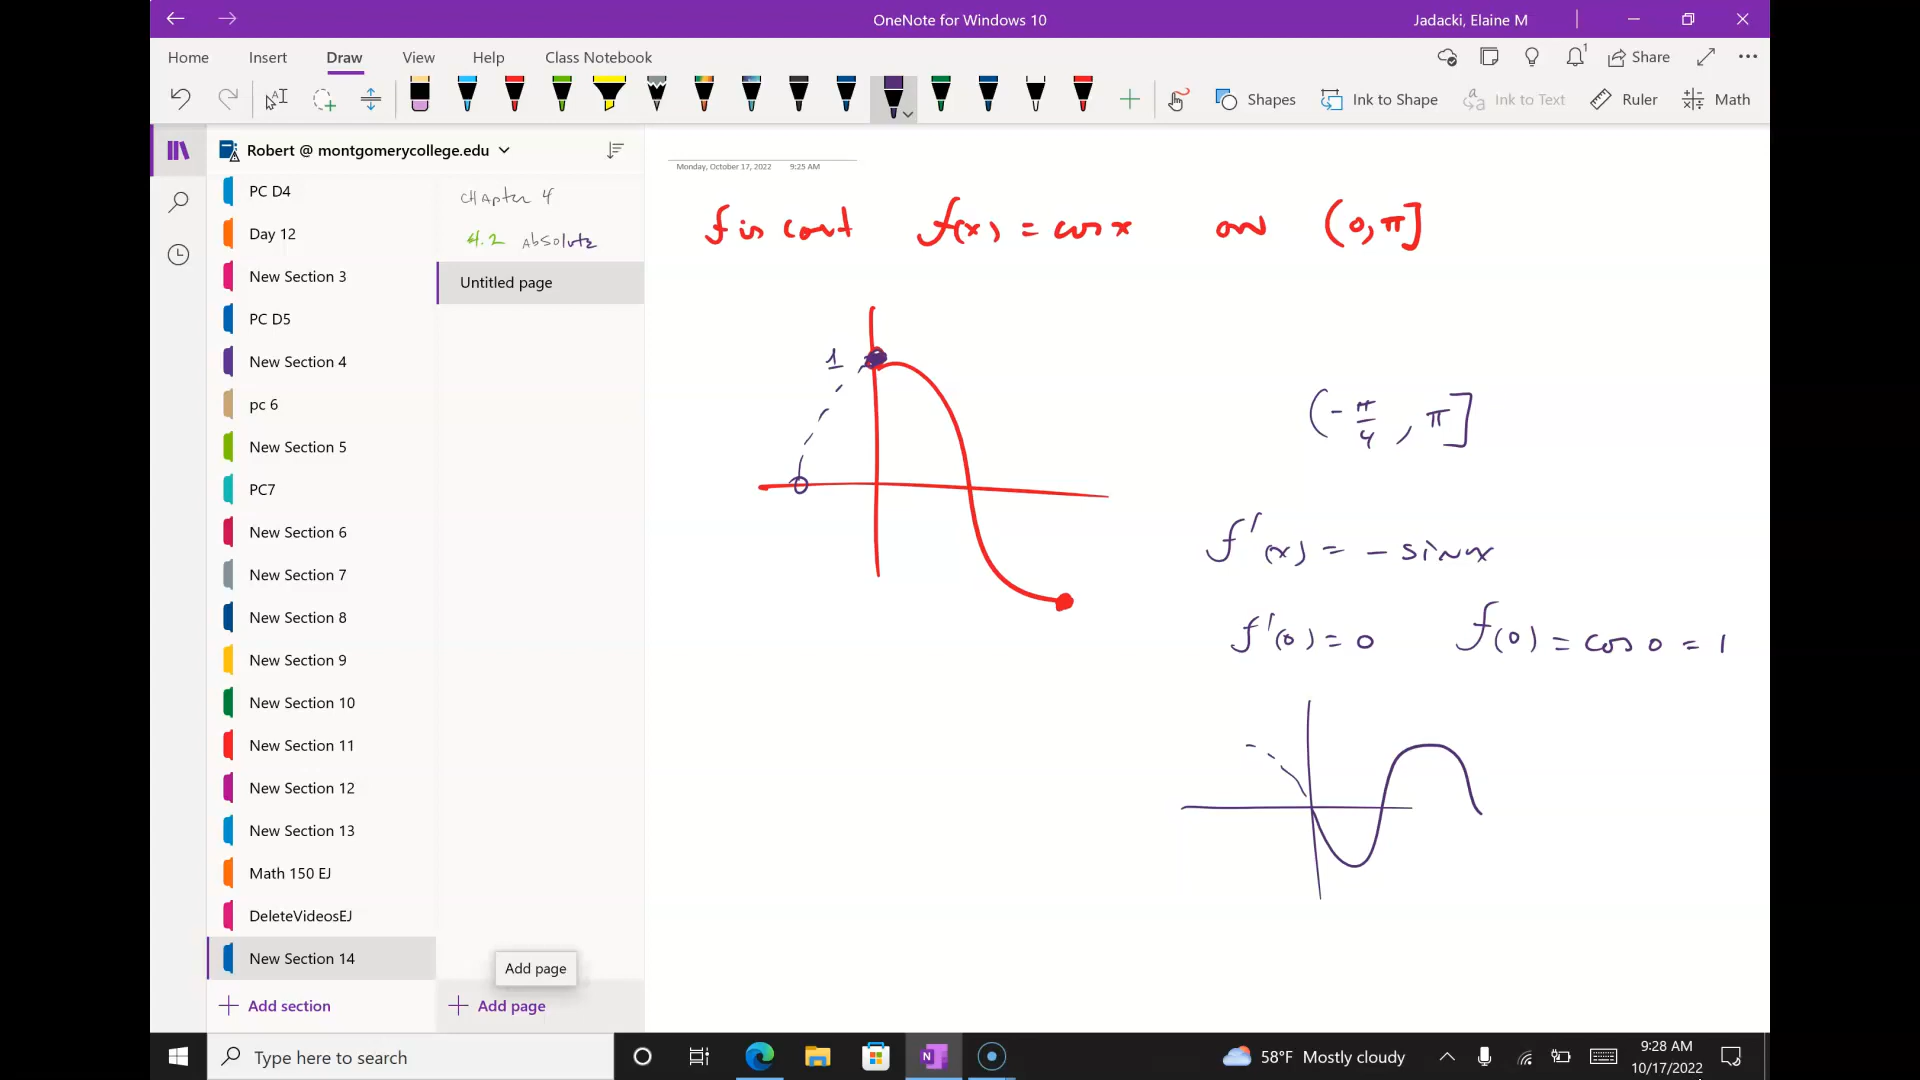 OneNote for Windows 10
Jadacki, Elaine M
Home Insert Draw View Help Class Notebook
1
Share
Shapes Ink to Shape Ink to Text Ruler Math
Robert @ montgomerycollege.edu
PC D4
Day 12
New Section 3
PC D5
New Section 4
pc 6
New Section 5
PC7
New Section 6
New Section 7
New Section 8
New Section 9
New Section 10
New Section 11
New Section 12
New Section 13
Math 150 EJ
DeleteVideosEJ
New Section 14
Add section
CHApter 4
4.2 Absolute
Untitled page
Add page
Add page
Monday, October 17, 2022 9:25 AM
f is cont f(x) = cos x on (0, π]
1
(-π/4, π]
f'(x) = - sin x
f'(0) = 0 f(0) = cos 0 = 1
Type here to search
N
58°F Mostly cloudy
9:28 AM
10/17/2022